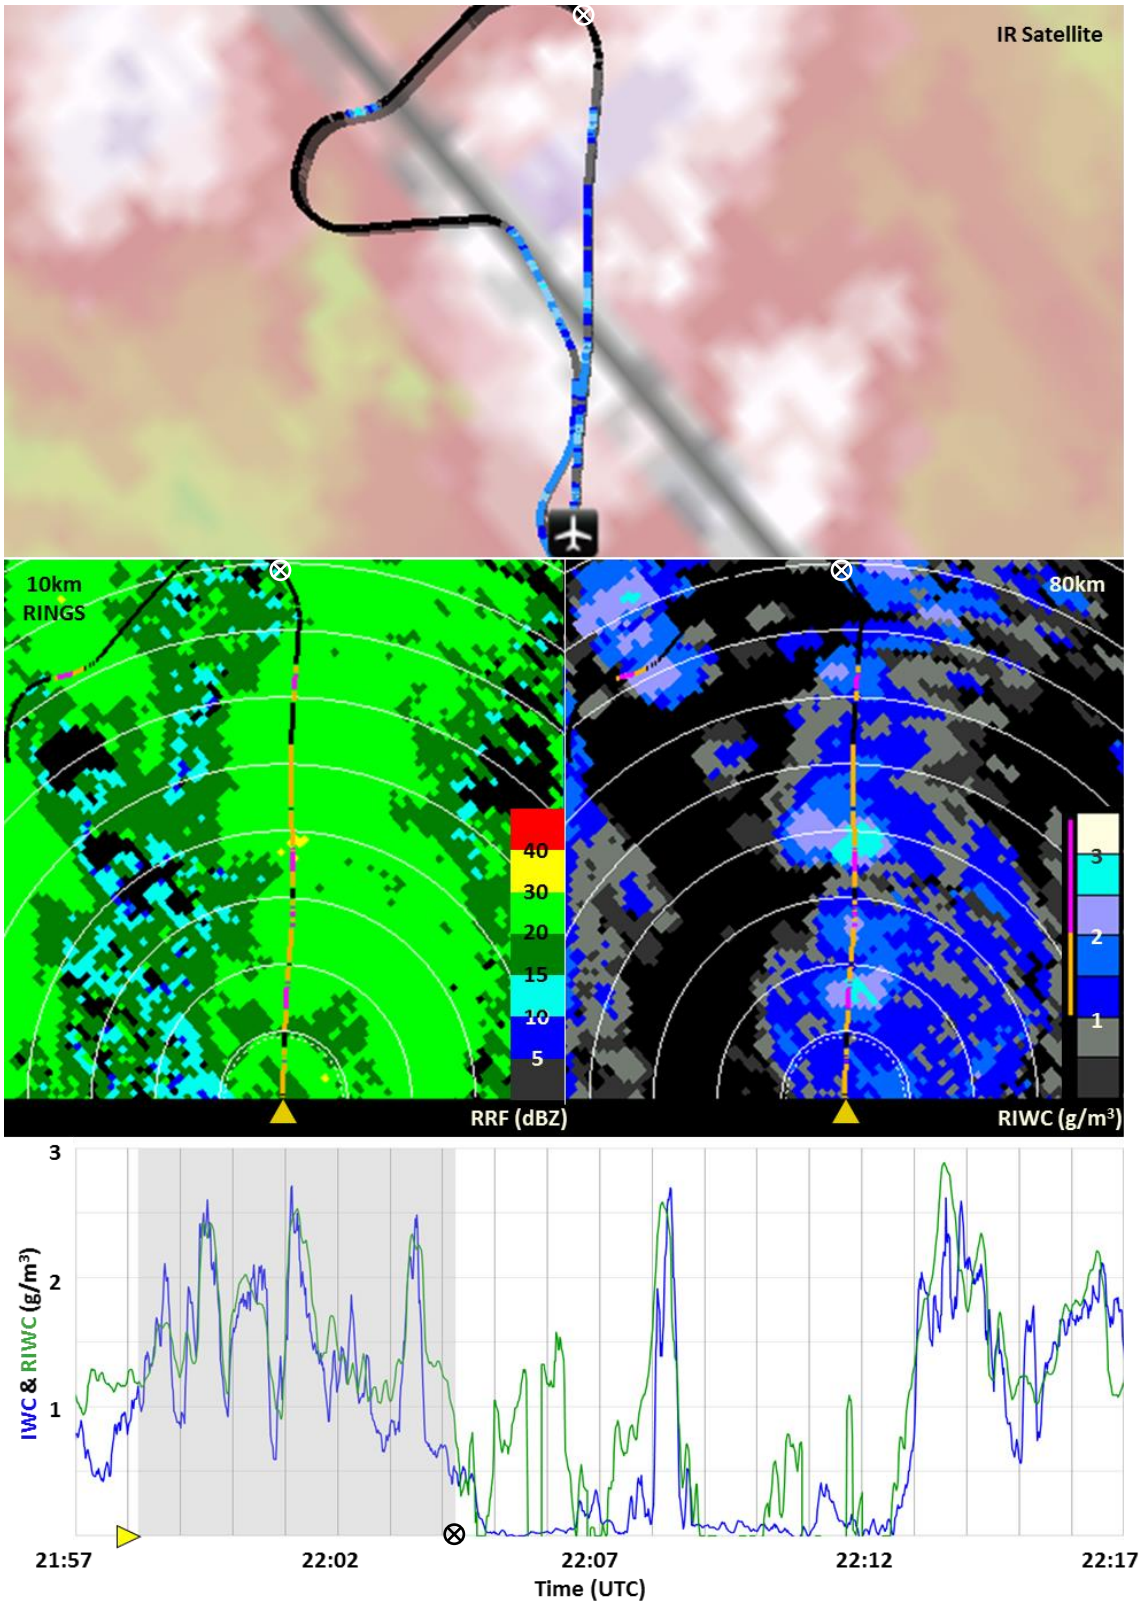 IR Satellite
10km
RINGS
80km
40
30
20
15
10
5
3
2
1
RRF (dBZ)
RIWC (g/m³)
3
2
1
IWC & RIWC (g/m³)
21:57
22:02
22:07
22:12
22:17
Time (UTC)